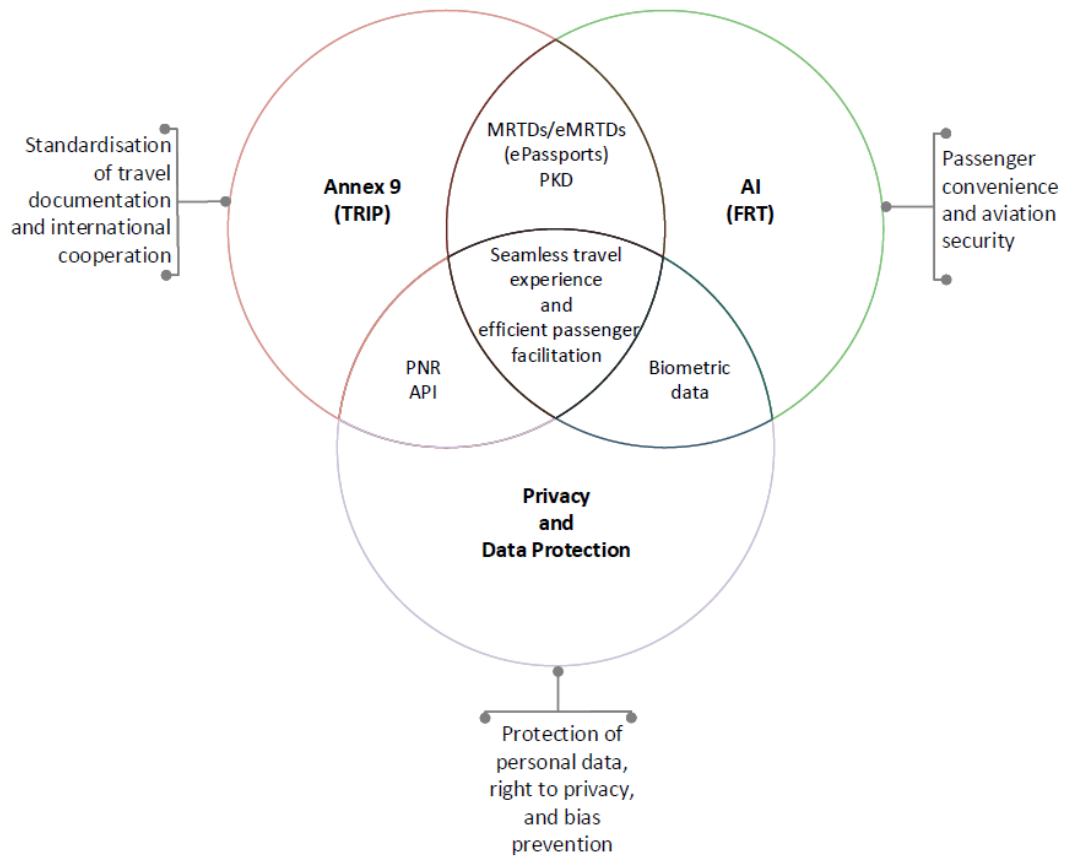 MRTDs/eMRTDs
(ePassports)
PKD
Standardisation
of travel
documentation
and international
cooperation
Annex 9
(TRIP)
AI
(FRT)
Passenger
convenience
and aviation
security
Seamless travel
experience
and
efficient passenger
facilitation
PNR
API
Biometric
data
Privacy
and
Data Protection
Protection of
personal data,
right to privacy,
and bias
prevention